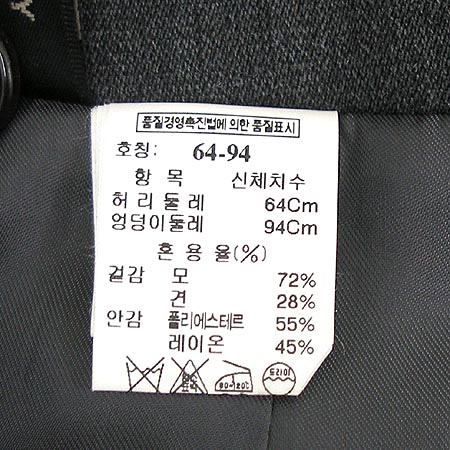 품질경영촉진법에 의한 품질표시
호칭: 64-94
항 목 신체치수
허리둘레 64Cm
엉덩이둘레 94Cm
혼 용 율(%)
겉감 모 72%
견 28%
안감 폴리에스테르 55%
레이온 45%
80~120℃ 드라이